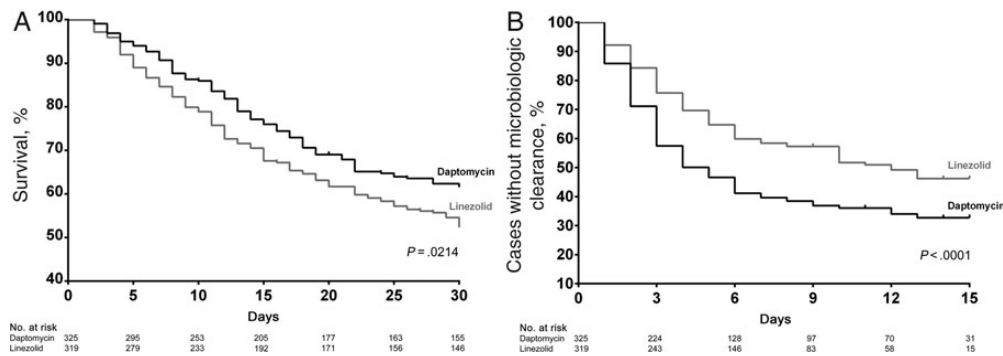 A
Survival, %
100
90
80
70
60
50
40
Daptomycin
Linezolid
P = .0214
0 5 10 15 20 25 30
Days
No. at risk
Daptomycin 325 295 253 205 177 163 155
Linezolid 319 279 233 192 171 156 146
B
Cases without microbiologic
clearance, %
100
90
80
70
60
50
40
30
20
10
Linezolid
Daptomycin
P < .0001
0 3 6 9 12 15
Days
No. at risk
Daptomycin 325 224 128 97 70 31
Linezolid 319 243 146 83 58 15